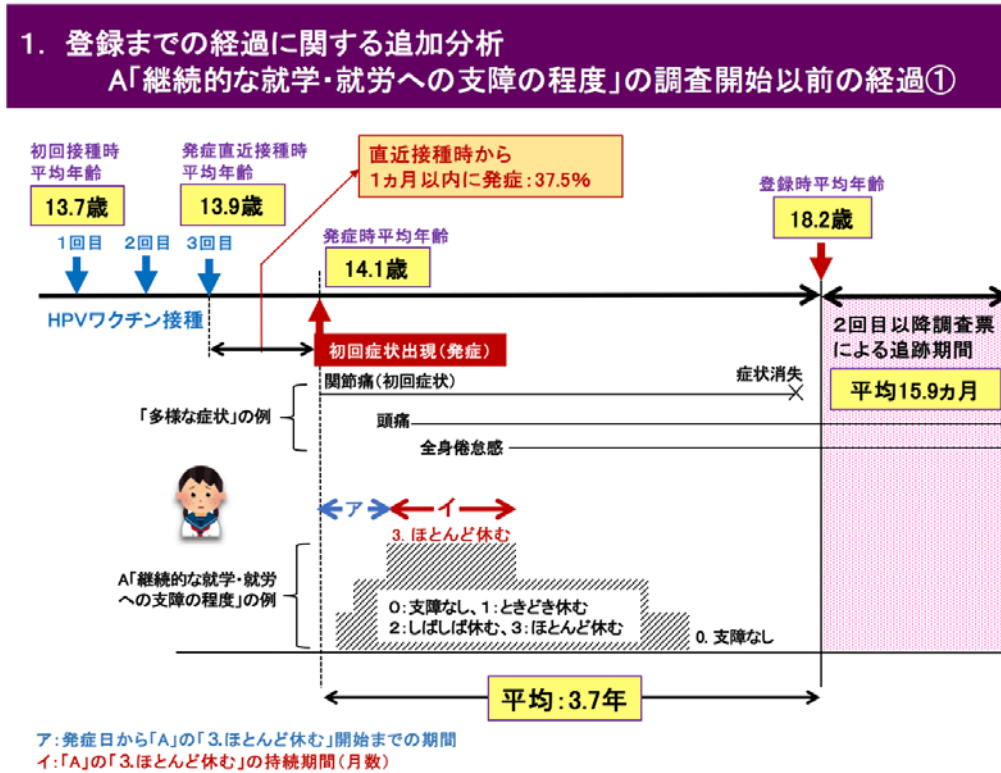 1. 登録までの経過に関する追加分析
A「継続的な就学・就労への支障の程度」の調査開始以前の経過①
初回接種時
平均年齢
13.7歳
発症直近接種時
平均年齢
13.9歳
直近接種時から
1ヵ月以内に発症:37.5%
登録時平均年齢
18.2歳
1回目
2回目
3回目
発症時平均年齢
14.1歳
HPVワクチン接種
初回症状出現(発症)
2回目以降調査票
による追跡期間
平均15.9ヵ月
「多様な症状」の例
関節痛(初回症状)
症状消失
頭痛
全身倦怠感
ア
イ
3. ほとんど休む
A「継続的な就学・就労
への支障の程度」の例
0:支障なし、1:ときどき休む
2:しばしば休む、3:ほとんど休む
0. 支障なし
平均:3.7年
ア:発症日から「A」の「3.ほとんど休む」開始までの期間
イ:「A」の「3.ほとんど休む」の持続期間(月数)